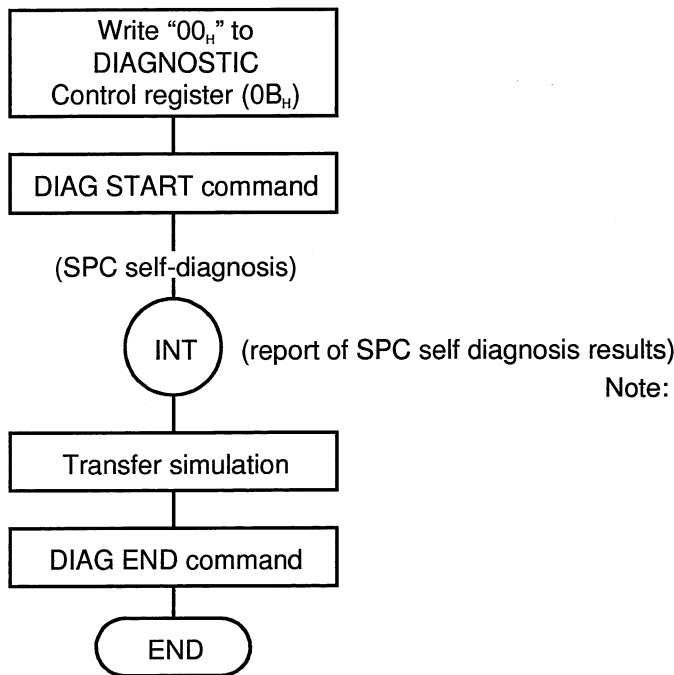 Write “00H” to
DIAGNOSTIC
Control register (0BH)
DIAG START command
(SPC self-diagnosis)
INT (report of SPC self diagnosis results)
Note:
Transfer simulation
DIAG END command
END